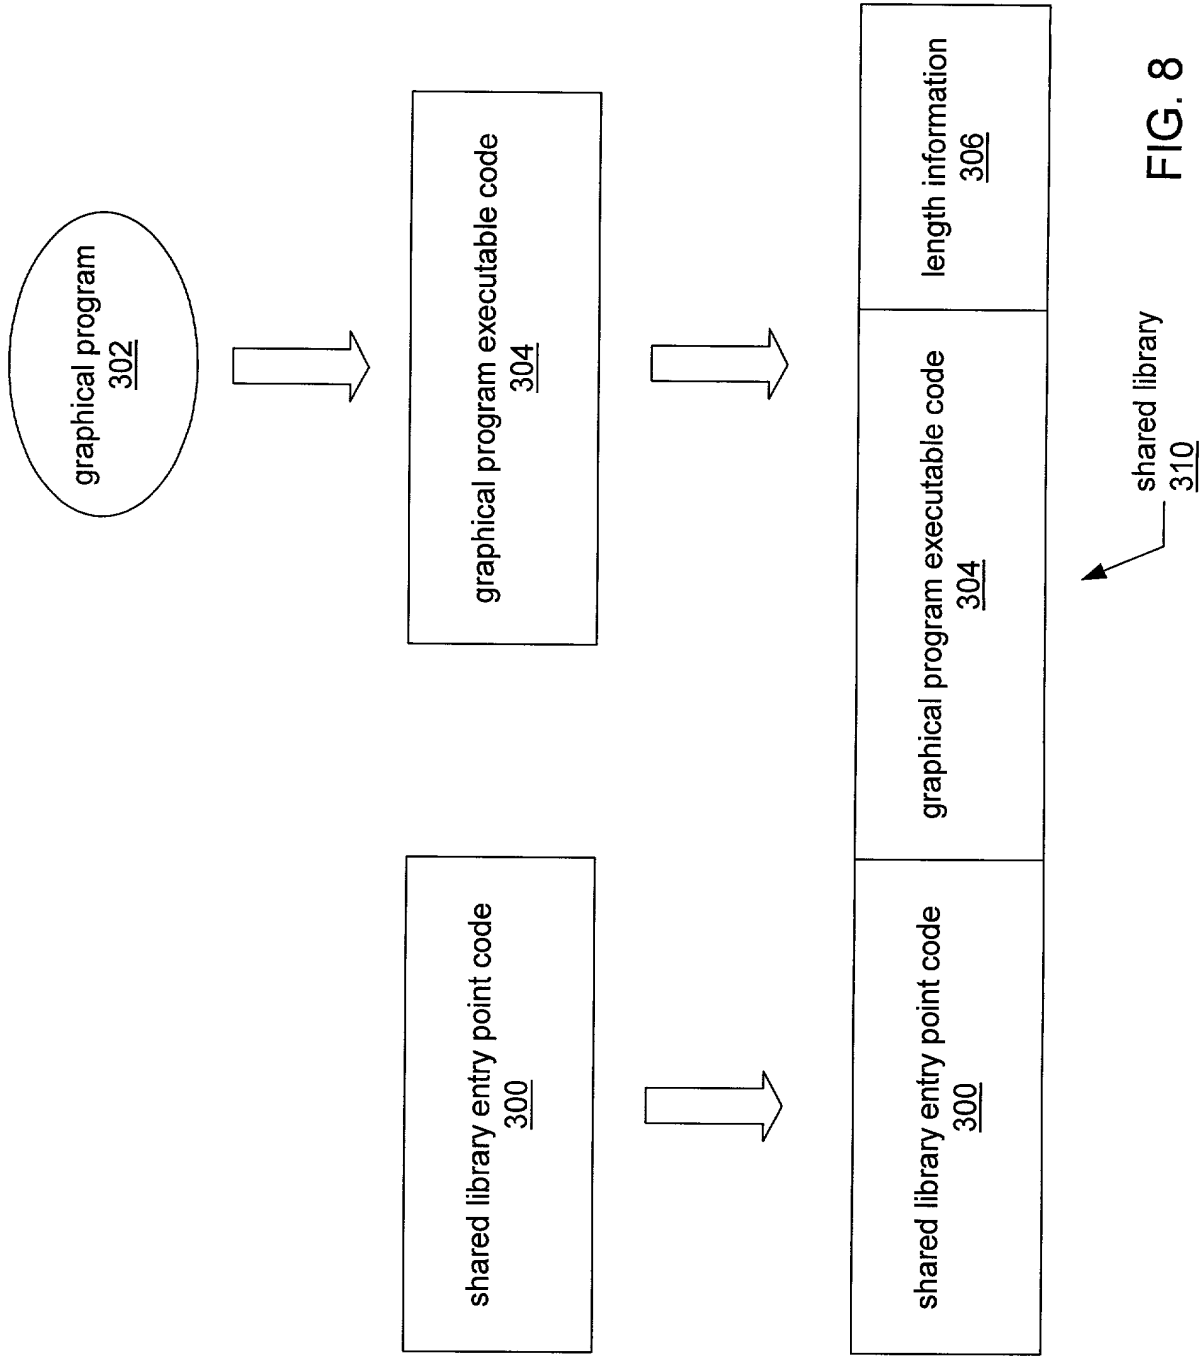 graphical program
302
shared library entry point code
300
graphical program executable code
304
shared library entry point code
300
graphical program executable code
304
length information
306
shared library
310
FIG. 8